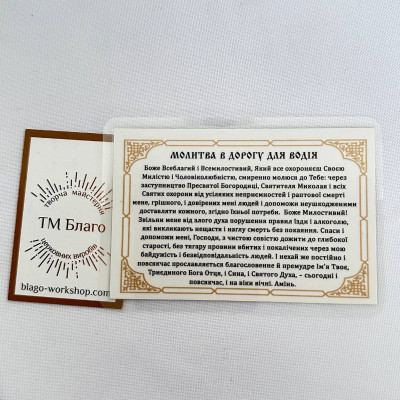 творча майстерня
ТМ Благо
церковних виробів
blago-workshop.com
МОЛИТВА В ДОРОГУ ДЛЯ ВОДІЯ
Боже Всеблагий і Всемилостивий, Який все охороняєш Своєю
Милістю і Чоловіколюбністю, смиренно молюся до Тебе: через
заступництво Пресвятої Богородиці, Святителя Миколая і всіх
Святих охорони від усіляких неприємностей і раптової смерті
мене, грішного, і довірених мені людей і допоможи неушкодженими
доставляти кожного, згідно їхньої потреби. Боже Милостивий!
Звільни мене від злого духа порушення правил їзди і алкоголю,
які викликають нещастя і наглу смерть без покаяння. Спаси і
допоможи мені, Господи, з чистою совістю дожити до глибокої
старості, без тягару провини вбитих і покалічених через мою
байдужість і безвідповідальність людей. І нехай же постійно і
повсякчас прославляється благословенне й премудре Ім'я Твоє,
Триєдиного Бога Отця, і Сина, і Святого Духа, – сьогодні і
повсякчас, і на віки вічні. Амінь.